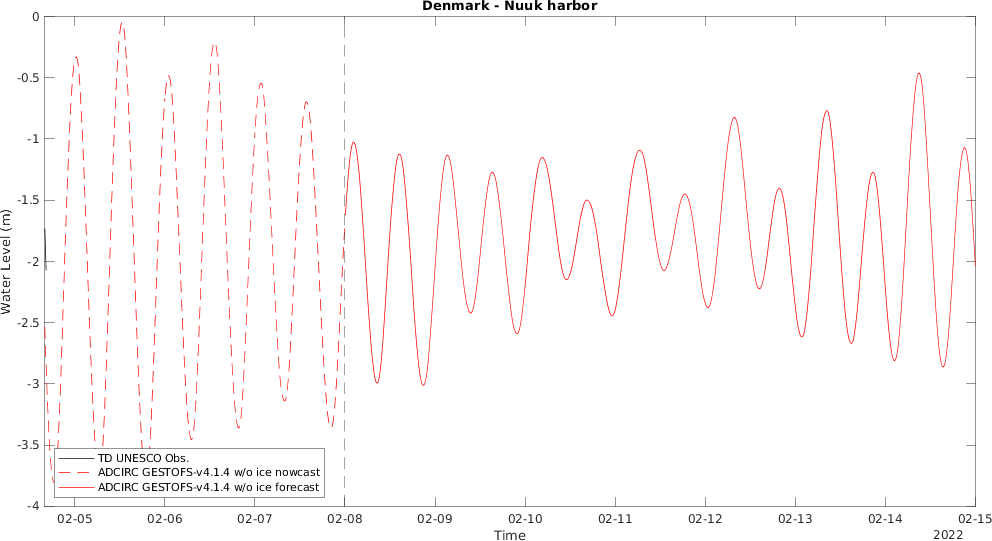 Denmark - Nuuk harbor
Water Level (m)
0
-0.5
-1
-1.5
-2
-2.5
-3
-3.5
-4
TD UNESCO Obs.
ADCIRC GESTOFS-v4.1.4 w/o ice nowcast
ADCIRC GESTOFS-v4.1.4 w/o ice forecast
02-05 02-06 02-07 02-08 02-09 02-10 02-11 02-12 02-13 02-14 02-15
Time
2022